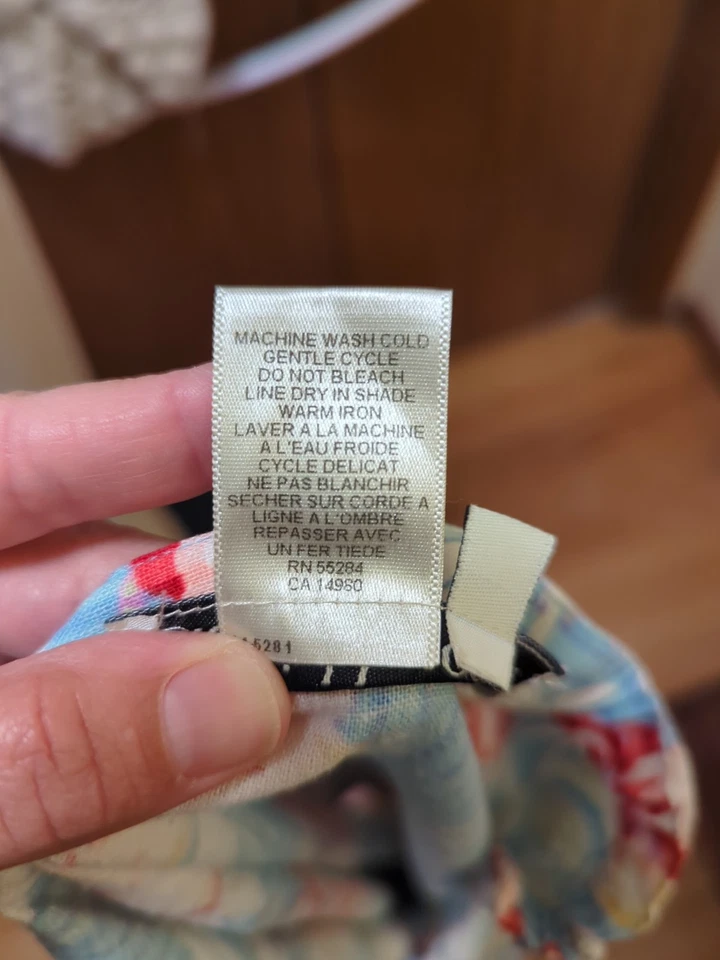 MACHINE WASH COLD
GENTLE CYCLE
DO NOT BLEACH
LINE DRY IN SHADE
WARM IRON
LAVER A LA MACHINE
A L'EAU FROIDE
CYCLE DELICAT
NE PAS BLANCHIR
SECHER SUR CORDE A
LIGNE A L'OMBRE
REPASSER AVEC
UN FER TIEDE
RN 55284
CA 14980
5281